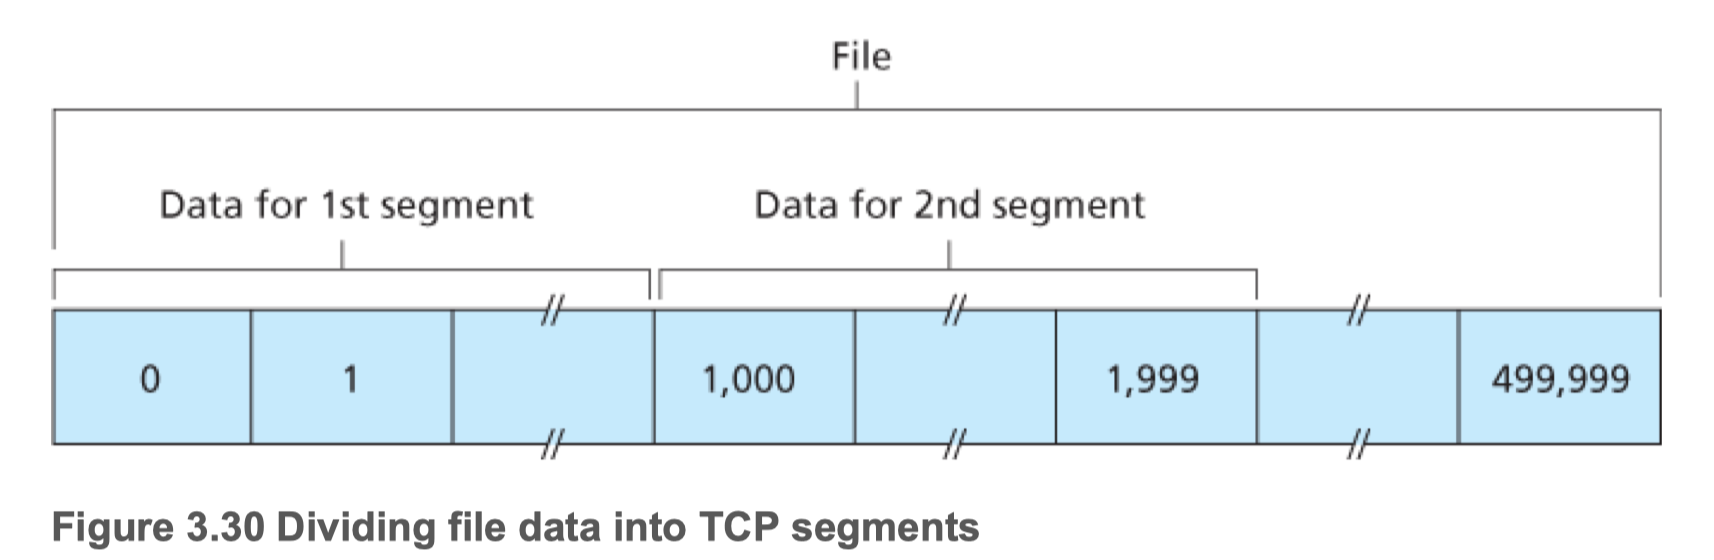 File
Data for 1st segment Data for 2nd segment
0 1 1,000 1,999 499,999
Figure 3.30 Dividing file data into TCP segments